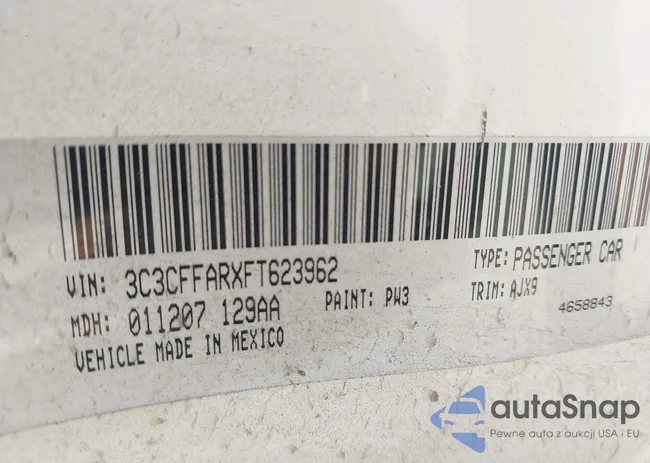 VIN: 3C3CFFARXFT623962 TYPE: PASSENGER CAR
MDH: 011207 129AA PAINT: PW3 TRIM: AJX9
VEHICLE MADE IN MEXICO 4658843
autaSnap
Pewne auta z aukcji USA i EU